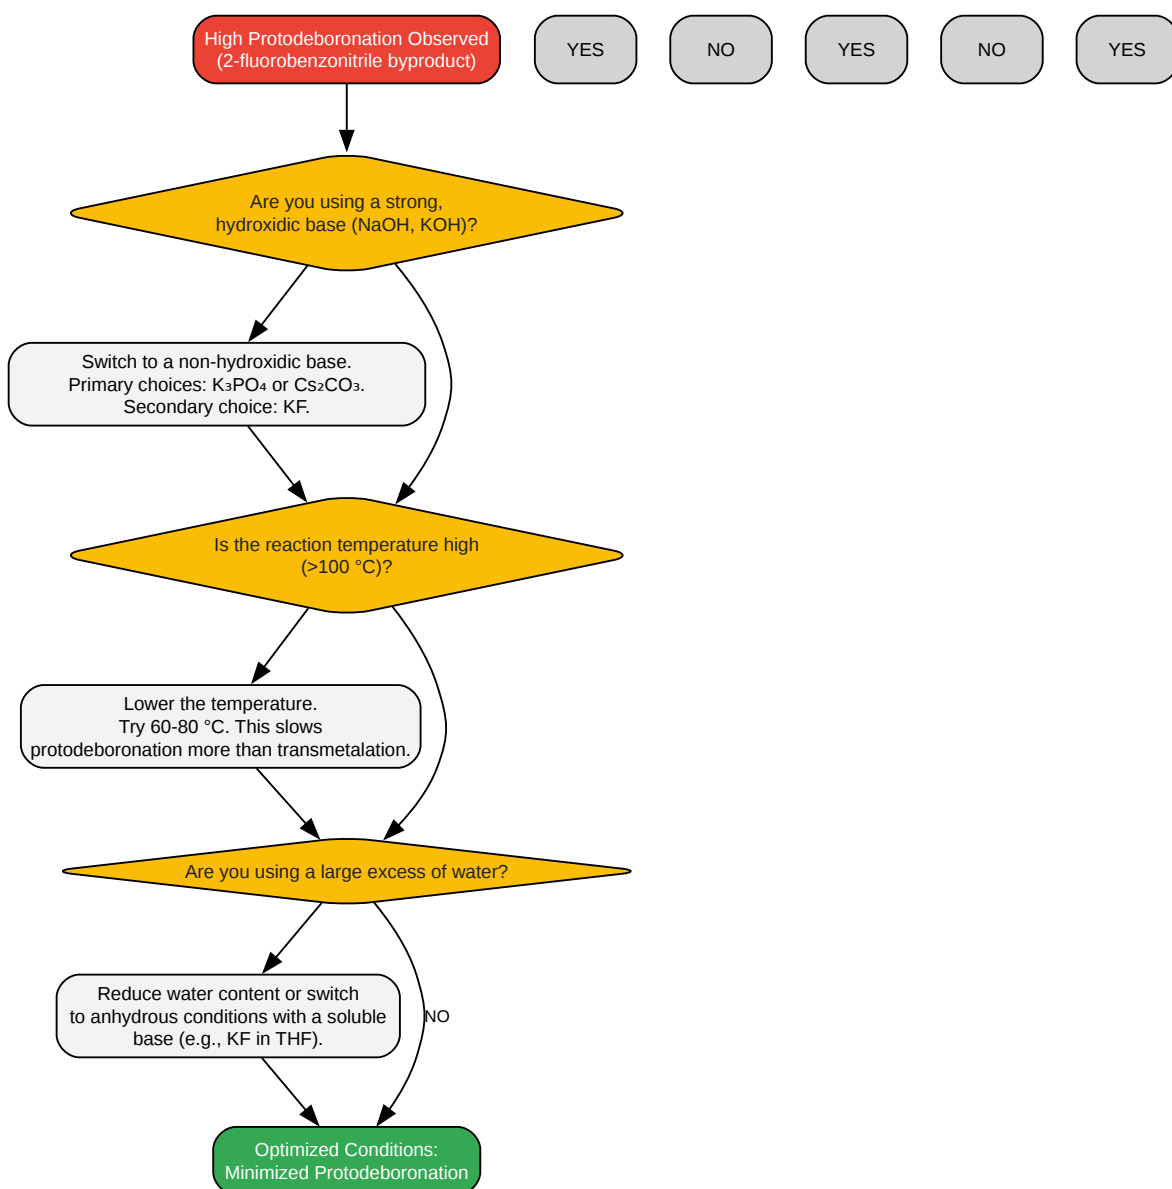 High Protodeboronation Observed
(2-fluorobenzonitrile byproduct)
YES
NO
YES
NO
YES
Are you using a strong,
hydroxidic base (NaOH, KOH)?
Switch to a non-hydroxidic base.
Primary choices: K₃PO₄ or Cs₂CO₃.
Secondary choice: KF.
Is the reaction temperature high
(>100 °C)?
Lower the temperature.
Try 60-80 °C. This slows
protodeboronation more than transmetalation.
Are you using a large excess of water?
Reduce water content or switch
to anhydrous conditions with a soluble
base (e.g., KF in THF).
NO
Optimized Conditions:
Minimized Protodeboronation